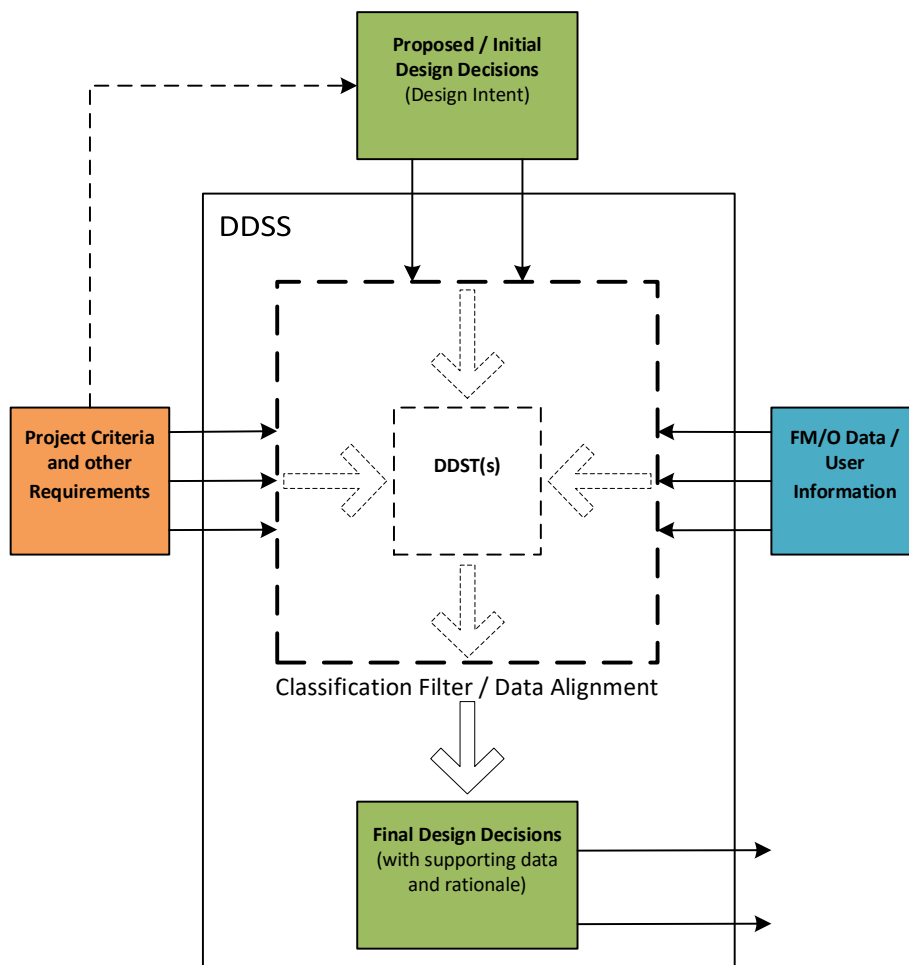 Proposed / Initial
Design Decisions
(Design Intent)
DDSS
Project Criteria
and other
Requirements
DDST(s)
FM/O Data /
User
Information
Classification Filter / Data Alignment
Final Design Decisions
(with supporting data
and rationale)